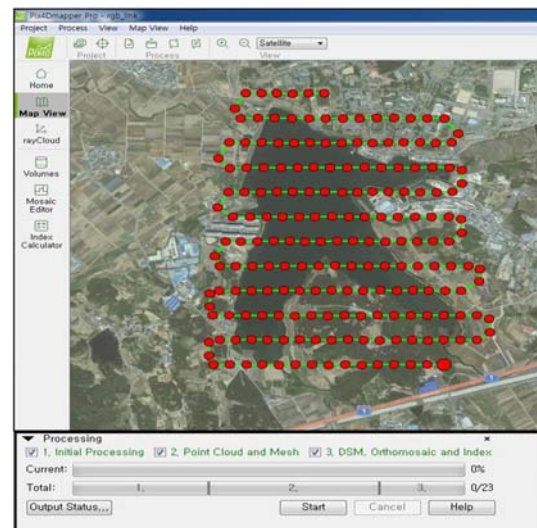 Pix4Dmapper Pro - rgb_link
Project Process View Map View Help
Satellite
Project Process View
Home
Map View
rayCloud
Volumes
Mosaic
Editor
Index
Calculator
1
1
Processing
1. Initial Processing 2. Point Cloud and Mesh 3. DSM, Orthomosaic and Index
Current: 0%
Total: 1. 2. 3. 0/23
Output Status... Start Cancel Help